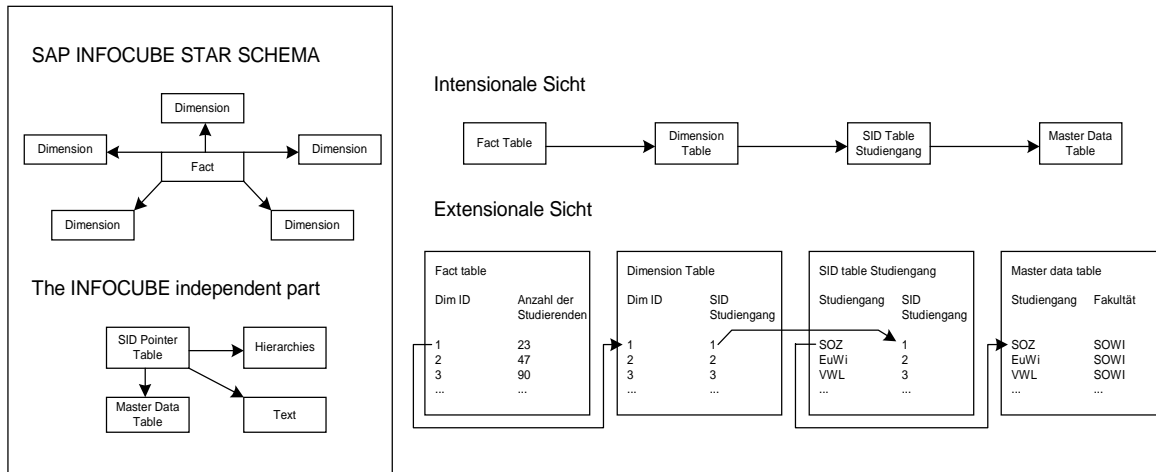 SAP INFOCUBE STAR SCHEMA
Dimension
Dimension
Dimension
Fact
Dimension
Dimension
The INFOCUBE independent part
SID Pointer
Table
Hierarchies
Master Data
Table
Text
Intensionale Sicht
Fact Table
Dimension
Table
SID Table
Studiengang
Master Data
Table
Extensionale Sicht
Fact table
Dim ID Anzahl der
Studierenden
1 23
2 47
3 90
... ...
Dimension Table
Dim ID SID
Studiengang
1 1
2 2
3 3
... ...
SID table Studiengang
Studiengang SID
Studiengang
SOZ 1
EuWi 2
VWL 3
... ...
Master data table
Studiengang Fakultät
SOZ SOWI
EuWi SOWI
VWL SOWI
... ...